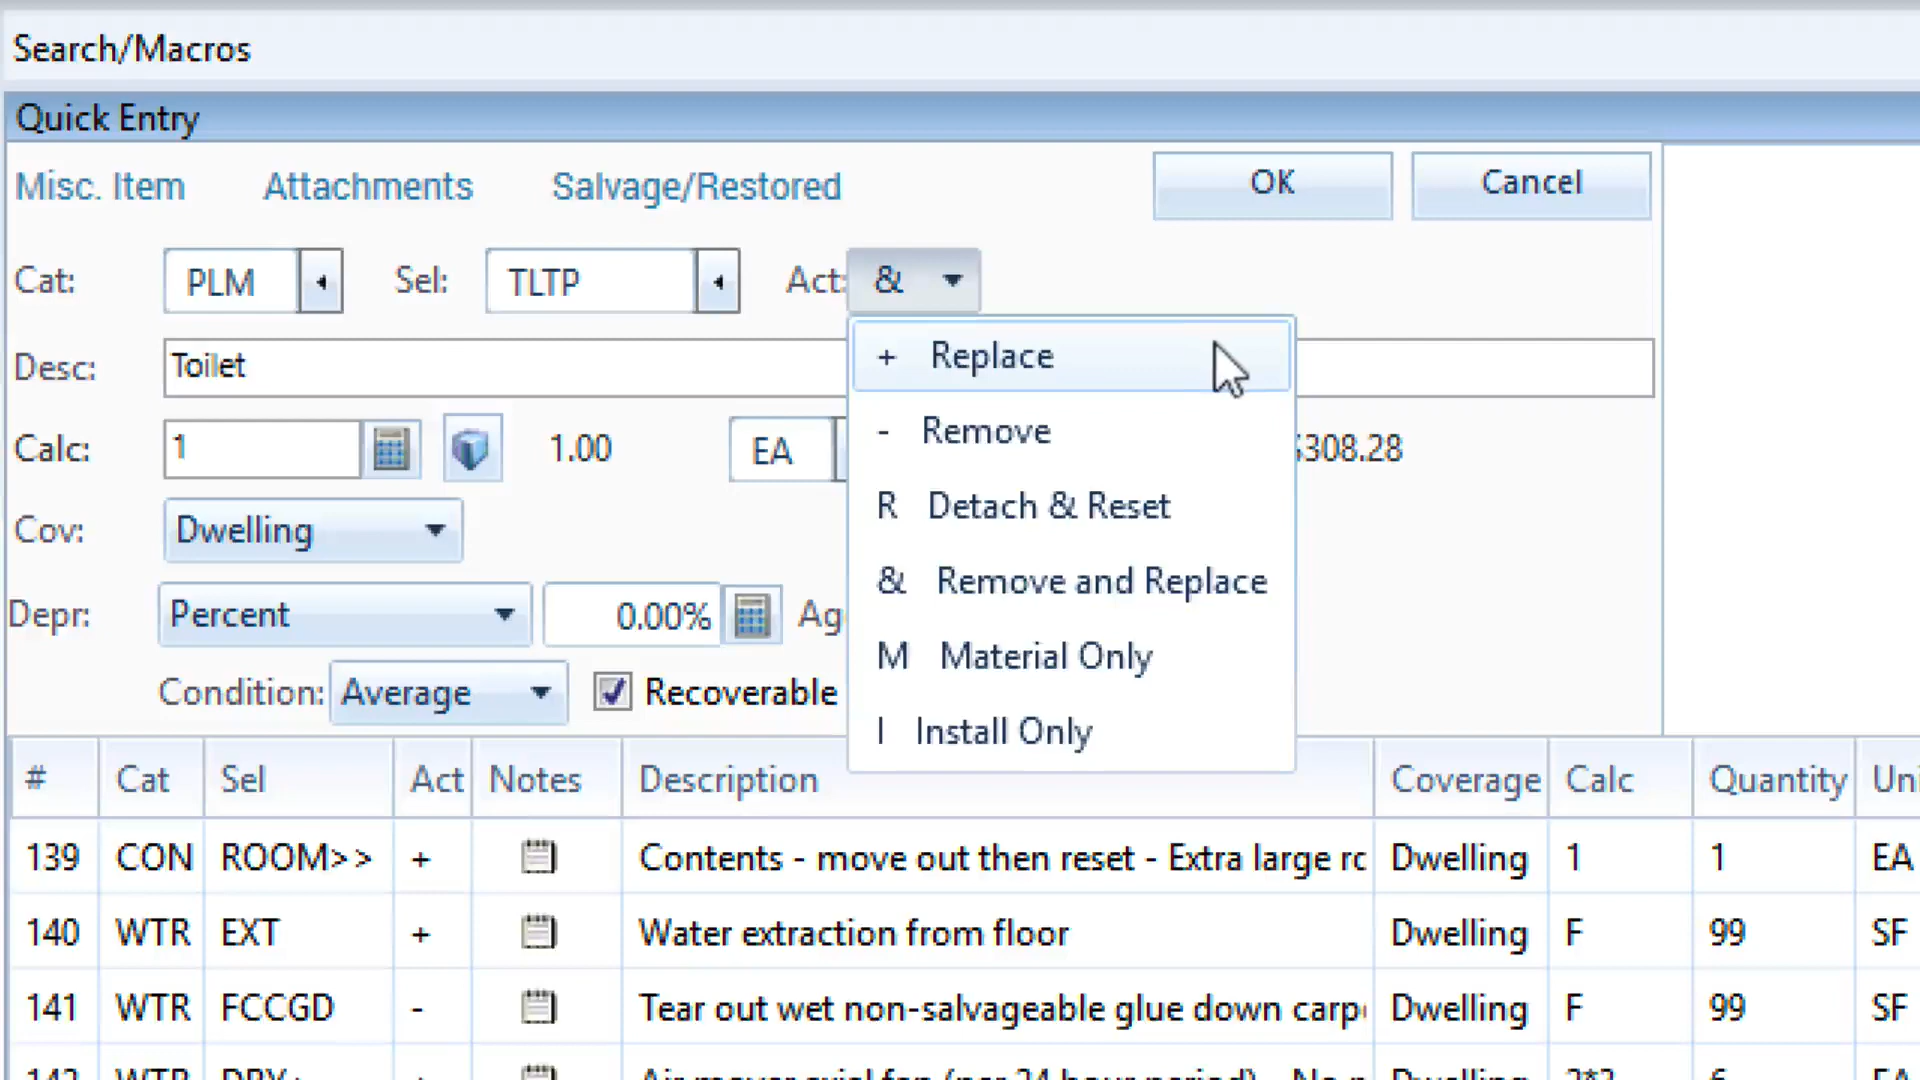 Search/Macros
Quick Entry
Misc. Item Attachments Salvage/Restored OK Cancel
Cat: PLM Sel: TLTP Act: &
Desc: Toilet
+ Replace
- Remove
R Detach & Reset
& Remove and Replace
M Material Only
I Install Only
Calc: 1 1.00 EA $308.28
Cov: Dwelling
Depr: Percent 0.00%
Condition: Average Recoverable
# Cat Sel Act Notes Description Coverage Calc Quantity
139 CON ROOM>> + Contents - move out then reset - Extra large Dwelling 1 1 EA
140 WTR EXT + Water extraction from floor Dwelling F 99 SF
141 WTR FCCGD - Tear out wet non-salvageable glue down Dwelling F 99 SF